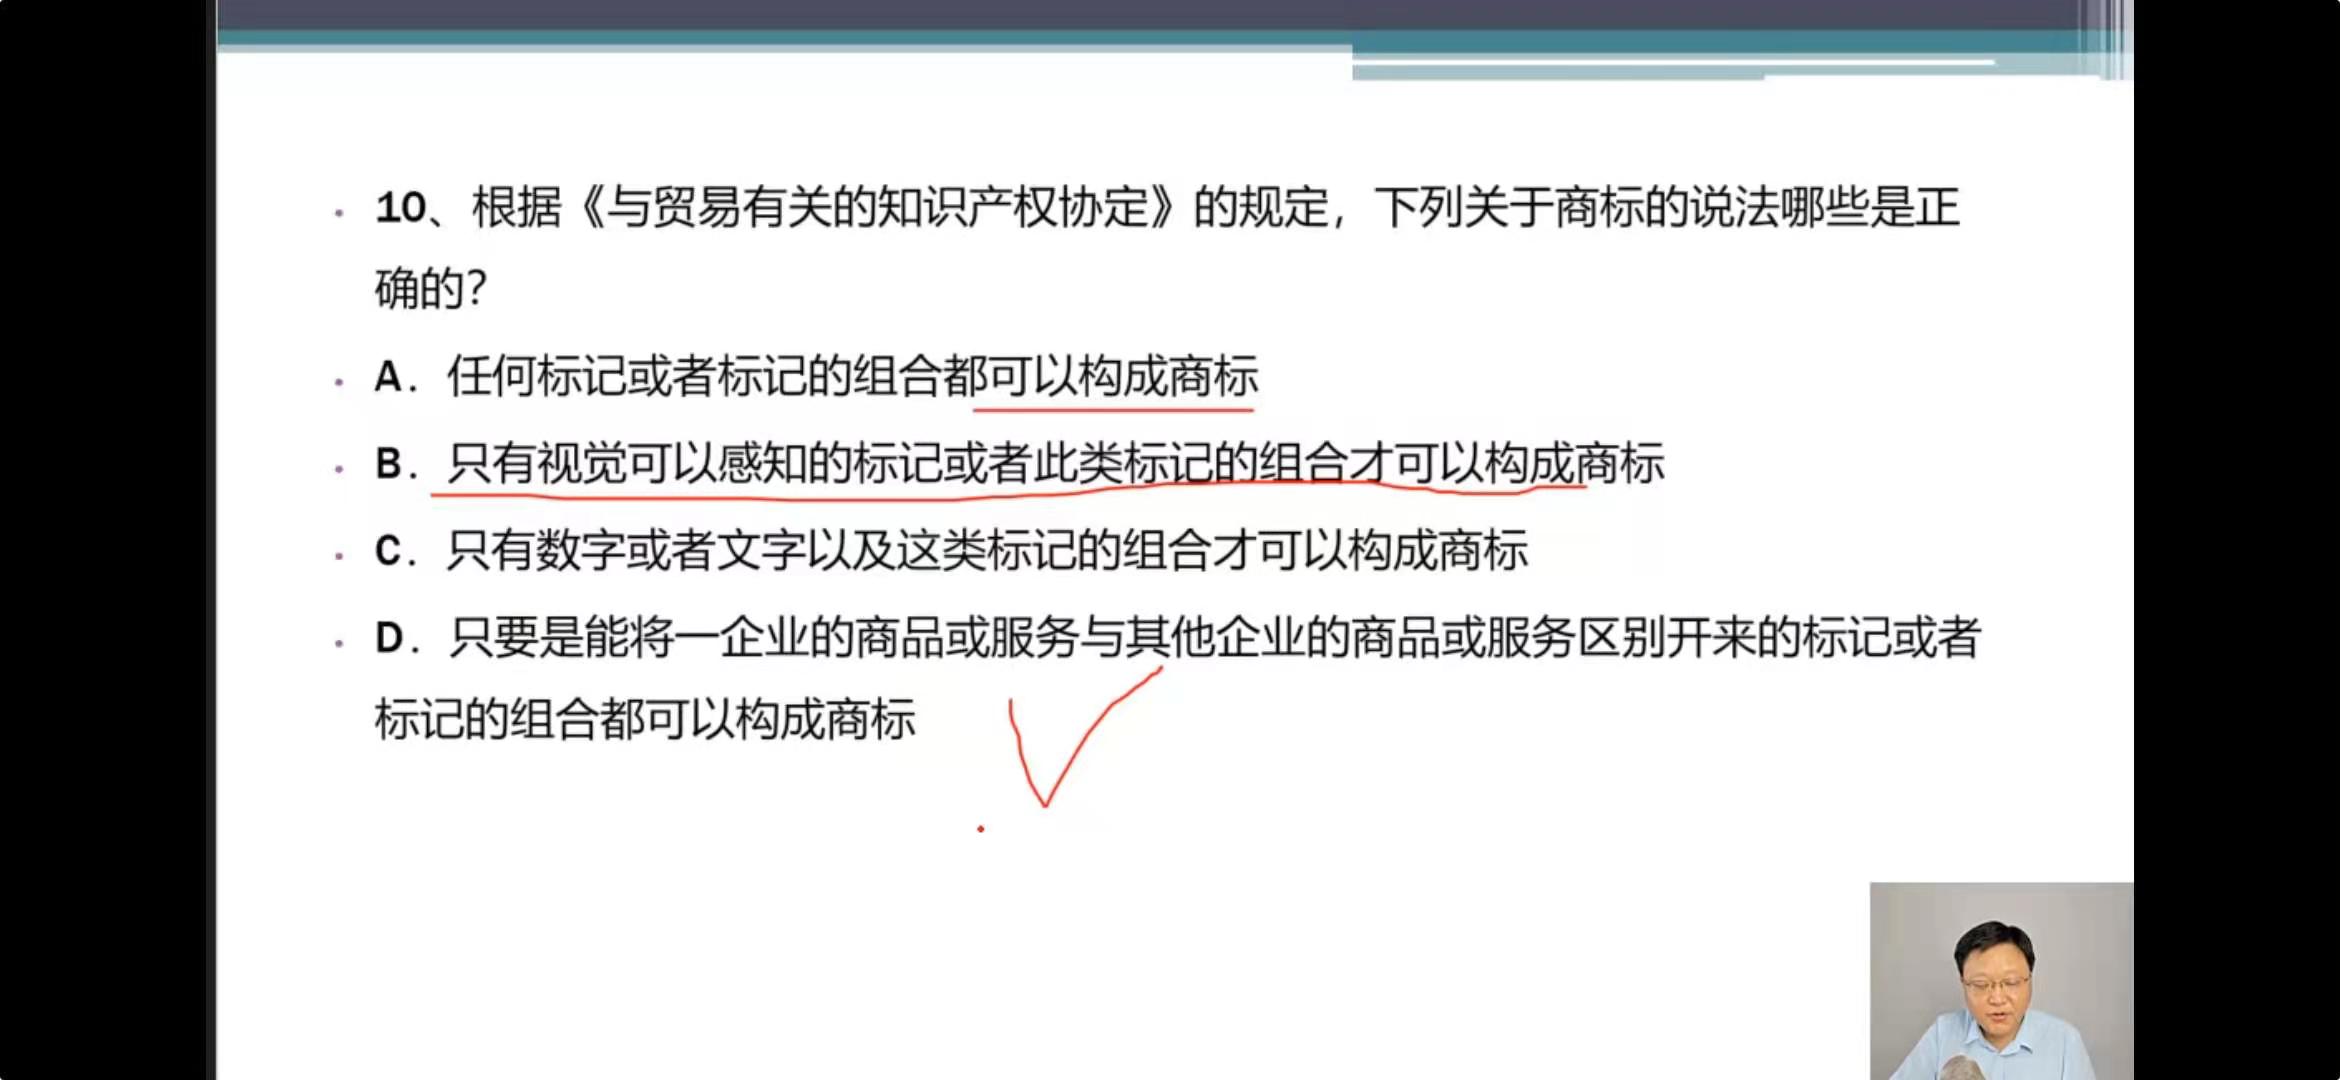 10、根据《与贸易有关的知识产权协定》的规定，下列关于商标的说法哪些是正
确的？
A．任何标记或者标记的组合都可以构成商标
B．只有视觉可以感知的标记或者此类标记的组合才可以构成商标
C．只有数字或者文字以及这类标记的组合才可以构成商标
D．只要是能将一企业的商品或服务与其他企业的商品或服务区别开来的标记或者
标记的组合都可以构成商标